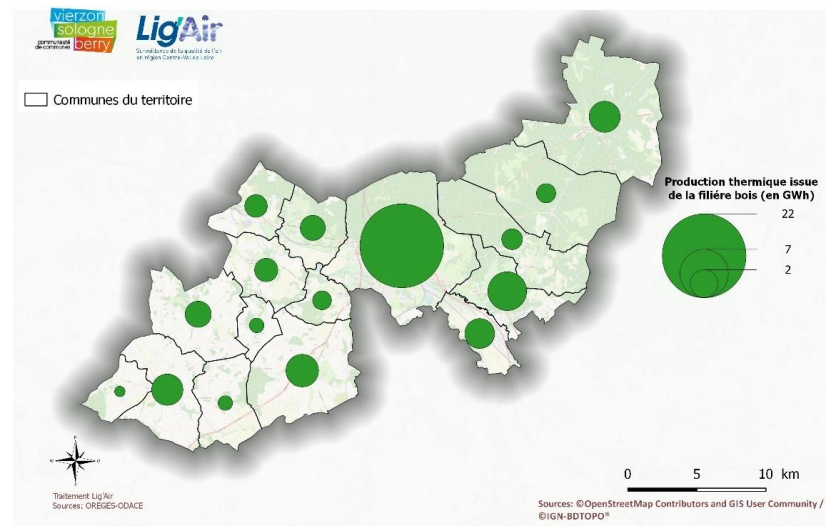 vierzon
sologne
berry
communauté
de communes
Lig'Air
Surveillance de la qualité de l'air
en région Centre-Val de Loire
Communes du territoire
Production thermique issue
de la filiére bois (en GWh)
22
7
2
Traitement Lig'Air
Sources: OREGES-ODACE
0 5 10 km
Sources: ©OpenStreetMap Contributors and GIS User Community /
©IGN-BDTOPO®